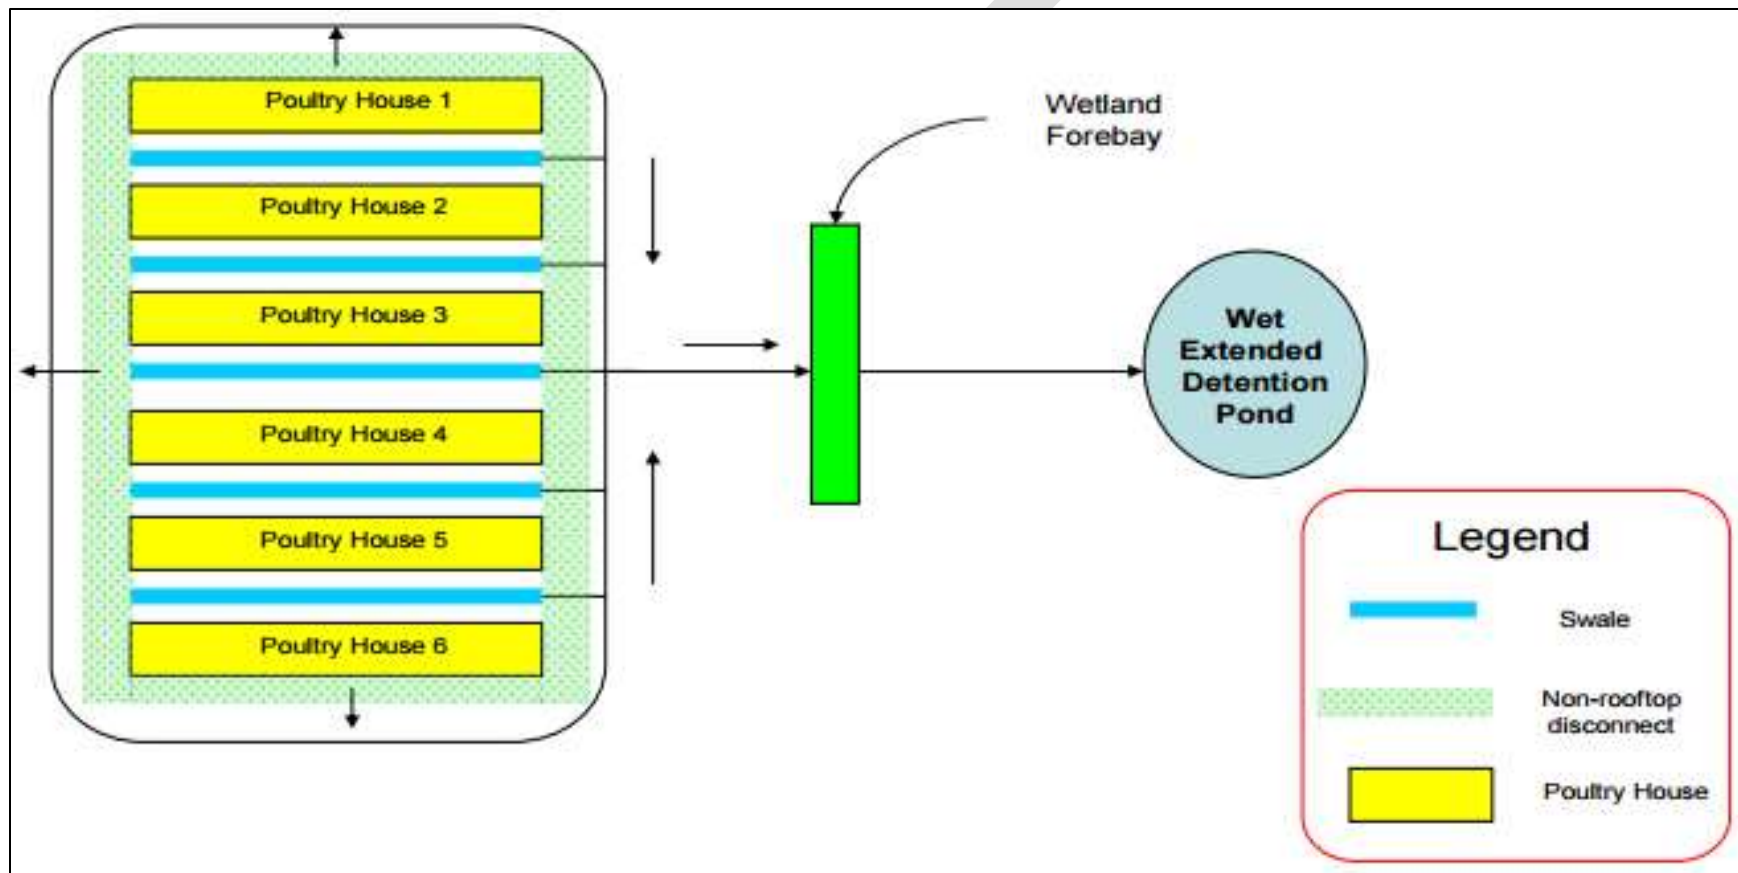 Poultry House 1
Poultry House 2
Poultry House 3
Poultry House 4
Poultry House 5
Poultry House 6
Wetland
Forebay
Wet
Extended
Detention
Pond
Legend
Swale
Non-rooftop
disconnect
Poultry House